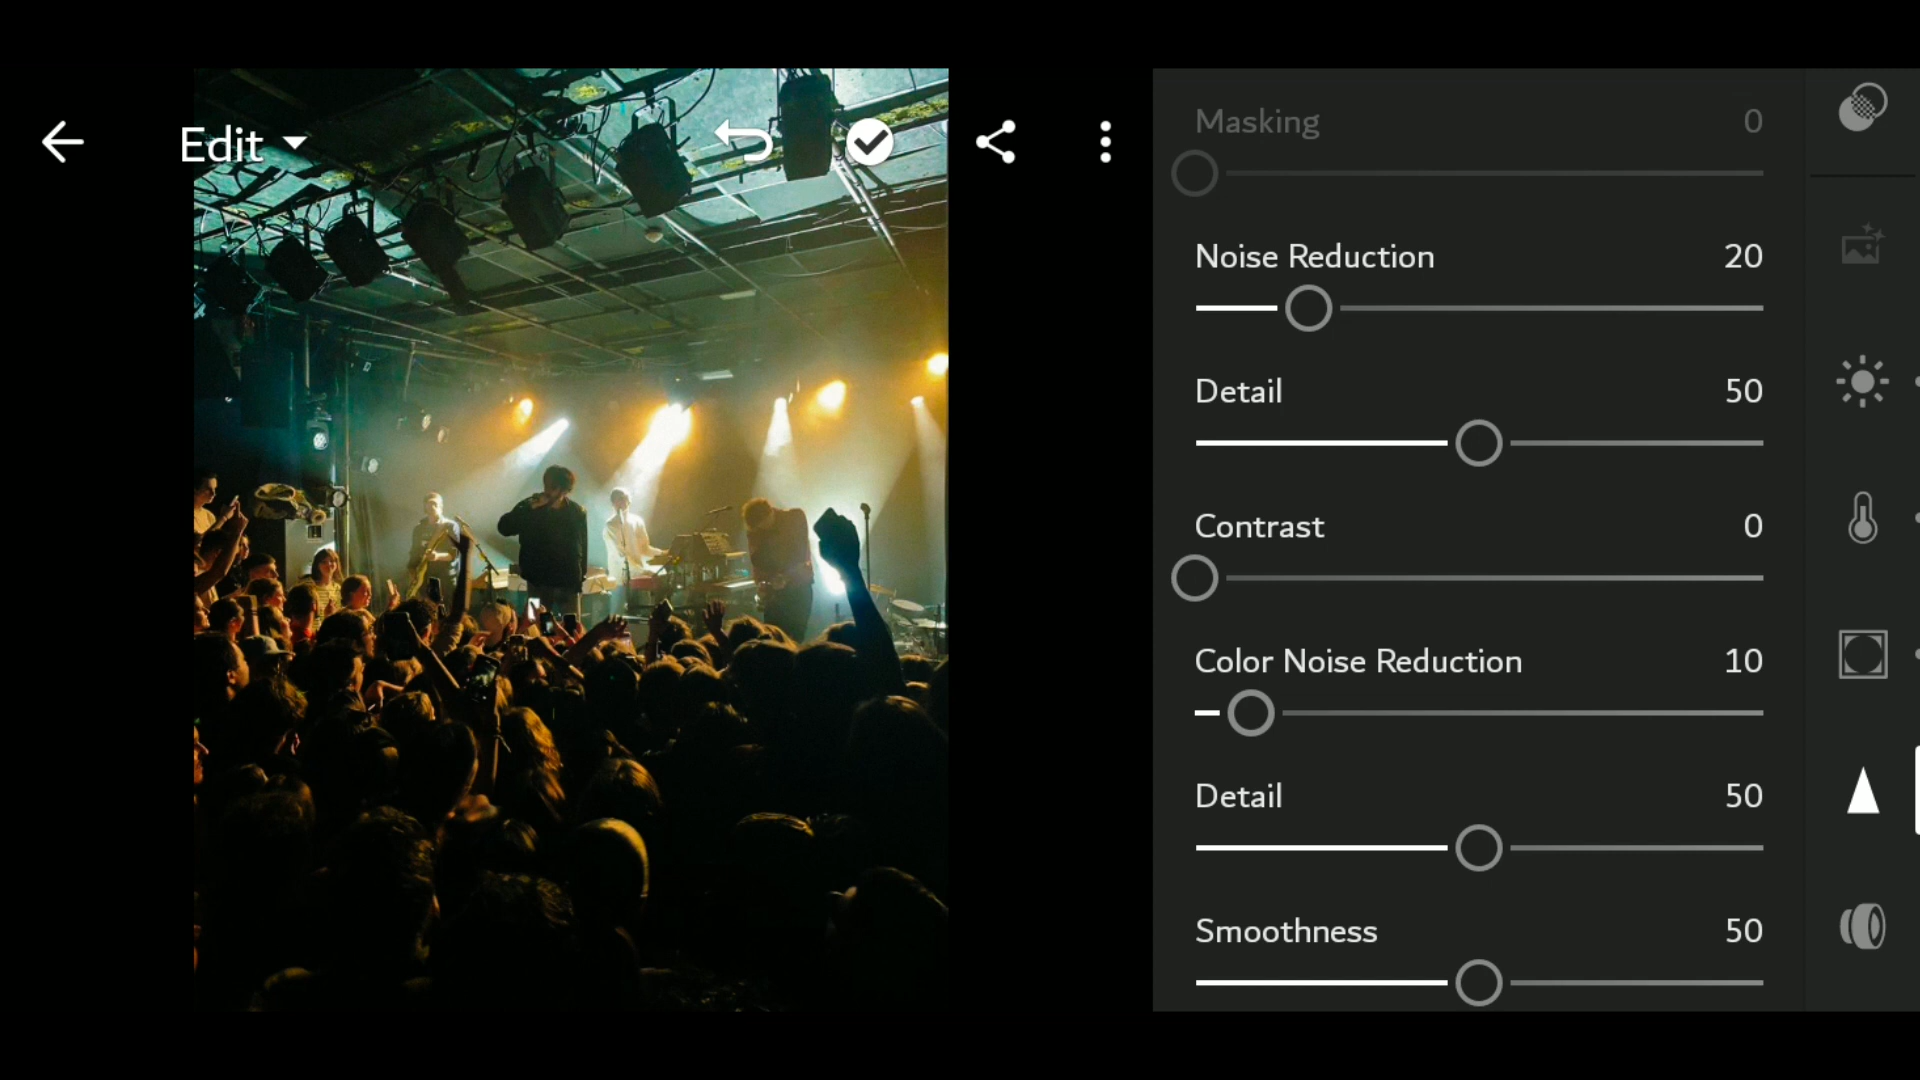 Edit
Masking 0
Noise Reduction 20
Detail 50
Contrast 0
Color Noise Reduction 10
Detail 50
Smoothness 50